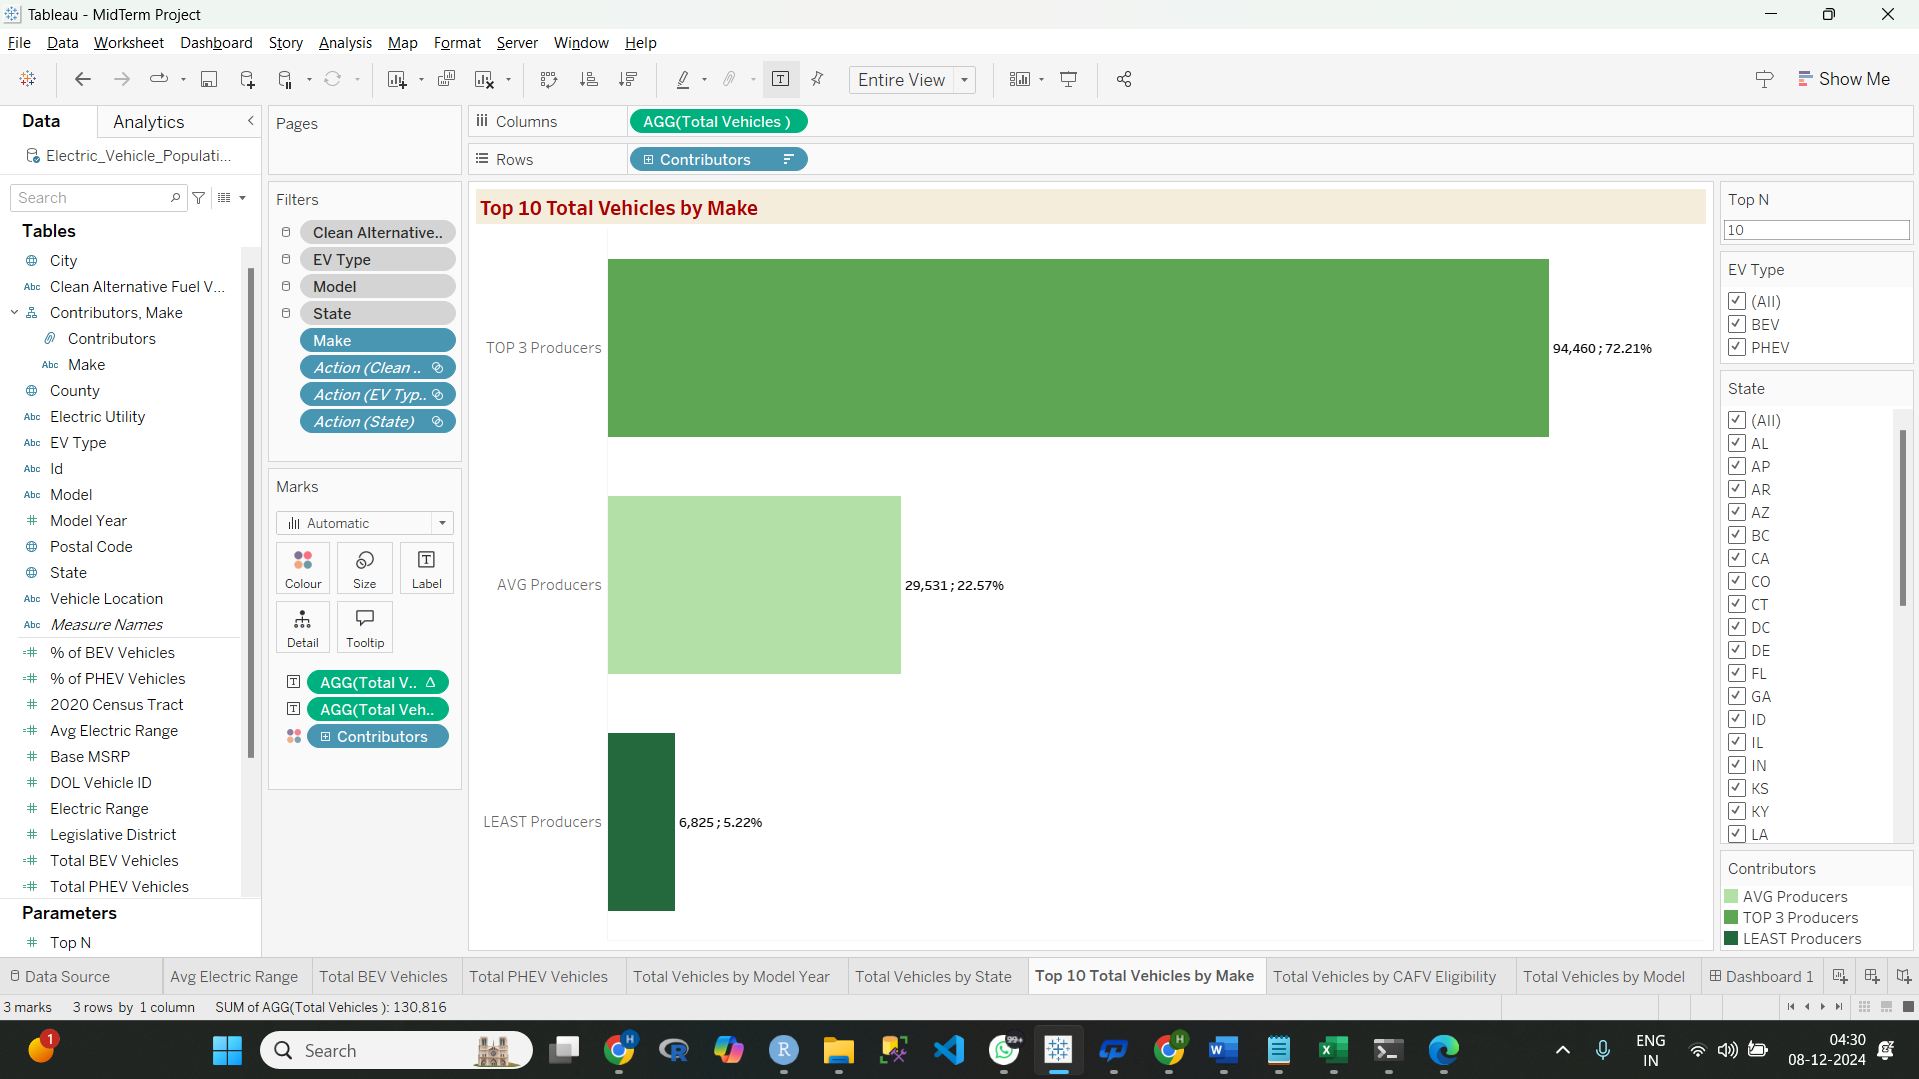 Tableau - MidTerm Project
File Data Worksheet Dashboard Story Analysis Map Format Server Window Help
Entire View
Show Me
Data Analytics
Electric_Vehicle_Populati...
Search
Tables
City
Abc Clean Alternative Fuel V...
Contributors, Make
Contributors
Abc Make
County
Abc Electric Utility
Abc EV Type
Abc Id
Abc Model
# Model Year
Postal Code
State
Abc Vehicle Location
Abc Measure Names
=# % of BEV Vehicles
=# % of PHEV Vehicles
# 2020 Census Tract
=# Avg Electric Range
# Base MSRP
# DOL Vehicle ID
# Electric Range
# Legislative District
=# Total BEV Vehicles
=# Total PHEV Vehicles
Parameters
# Top N
Pages
Filters
Clean Alternative..
EV Type
Model
State
Make
Action (Clean ..
Action (EV Typ..
Action (State)
Marks
Automatic
Colour Size Label
Detail Tooltip
AGG(Total V.. Δ
AGG(Total Veh..
Contributors
Columns AGG(Total Vehicles )
Rows Contributors
Top 10 Total Vehicles by Make
TOP 3 Producers 94,460 ; 72.21%
AVG Producers 29,531 ; 22.57%
LEAST Producers 6,825 ; 5.22%
Top N
10
EV Type
(All)
BEV
PHEV
State
(All)
AL
AP
AR
AZ
BC
CA
CO
CT
DC
DE
FL
GA
ID
IL
IN
KS
KY
LA
Contributors
AVG Producers
TOP 3 Producers
LEAST Producers
Data Source Avg Electric Range Total BEV Vehicles Total PHEV Vehicles Total Vehicles by Model Year Total Vehicles by State Top 10 Total Vehicles by Make Total Vehicles by CAFV Eligibility Total Vehicles by Model Dashboard 1
3 marks 3 rows by 1 column SUM of AGG(Total Vehicles ): 130,816
1
Search
99+
ENG
IN
04:30
08-12-2024